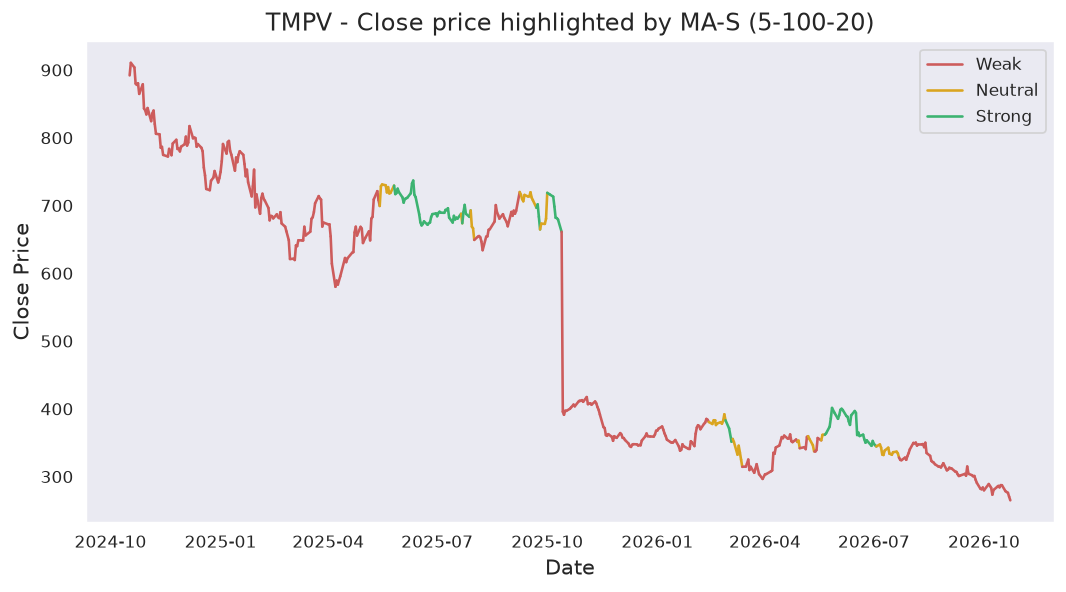 TMPV - Close price highlighted by MA-S (5-100-20)
Weak
Neutral
Strong
Close Price
900
800
700
600
500
400
300
2024-10 2025-01 2025-04 2025-07 2025-10 2026-01 2026-04 2026-07 2026-10
Date